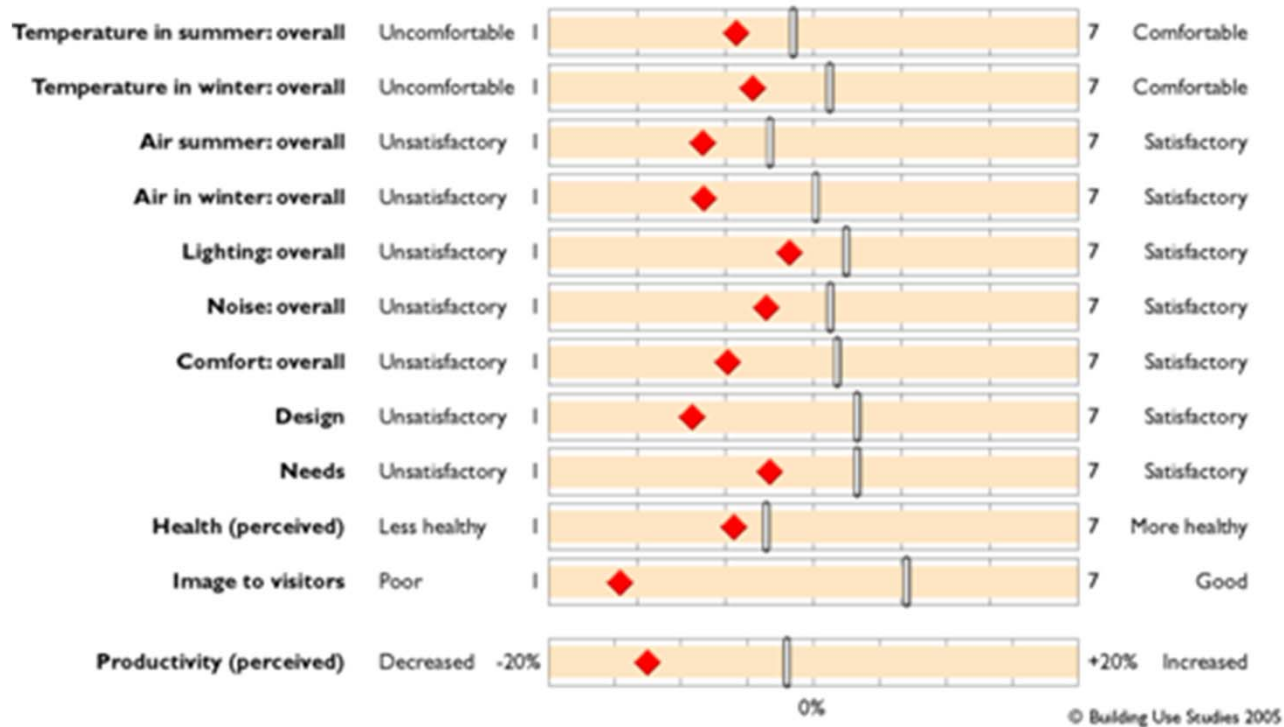 Temperature in summer: overall Uncomfortable 1 7 Comfortable
Temperature in winter: overall Uncomfortable 1 7 Comfortable
Air summer: overall Unsatisfactory 1 7 Satisfactory
Air in winter: overall Unsatisfactory 1 7 Satisfactory
Lighting: overall Unsatisfactory 1 7 Satisfactory
Noise: overall Unsatisfactory 1 7 Satisfactory
Comfort: overall Unsatisfactory 1 7 Satisfactory
Design Unsatisfactory 1 7 Satisfactory
Needs Unsatisfactory 1 7 Satisfactory
Health (perceived) Less healthy 1 7 More healthy
Image to visitors Poor 1 7 Good
Productivity (perceived) Decreased -20% +20% Increased
0%
© Building Use Studies 2005